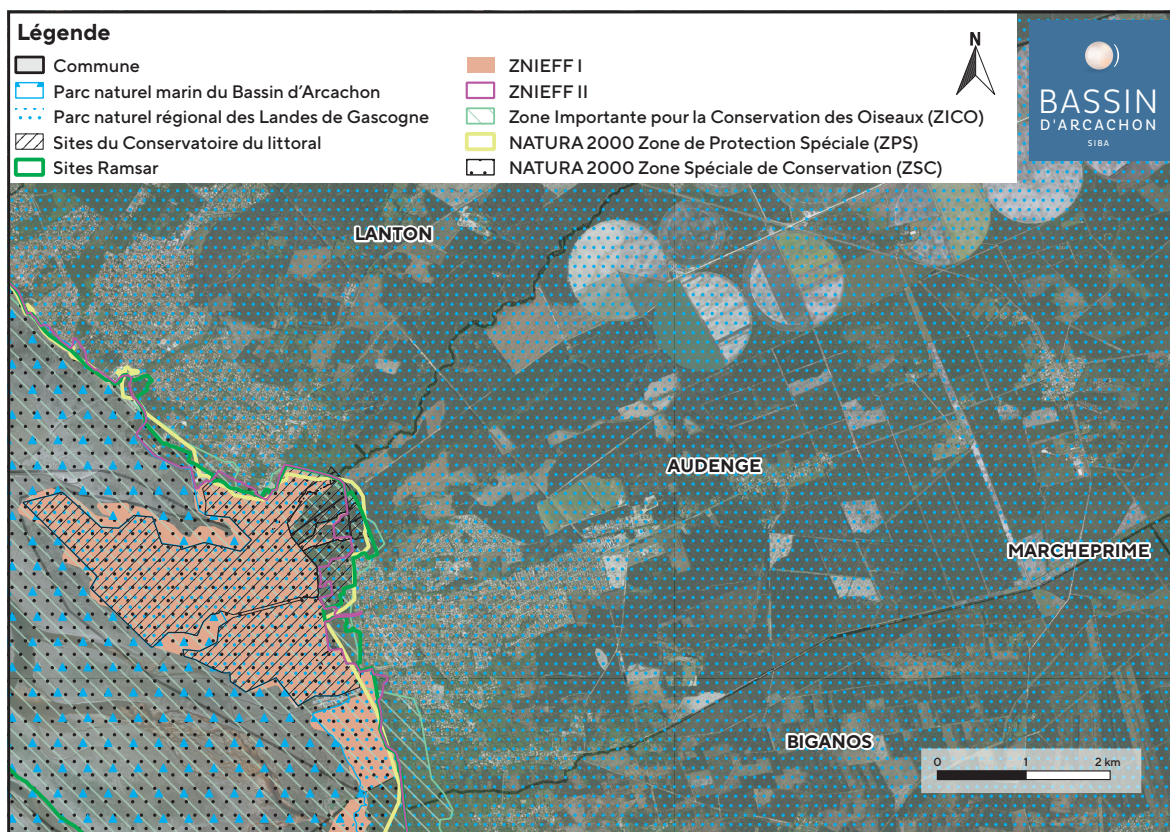 Légende
Commune
Parc naturel marin du Bassin d'Arcachon
Parc naturel régional des Landes de Gascogne
Sites du Conservatoire du littoral
Sites Ramsar
ZNIEFF I
ZNIEFF II
Zone Importante pour la Conservation des Oiseaux (ZICO)
NATURA 2000 Zone de Protection Spéciale (ZPS)
NATURA 2000 Zone Spéciale de Conservation (ZSC)
N
BASSIN
D'ARCACHON
SIBA
LANTON
AUDENGE
MARCHEPRIME
BIGANOS
0 1 2 km